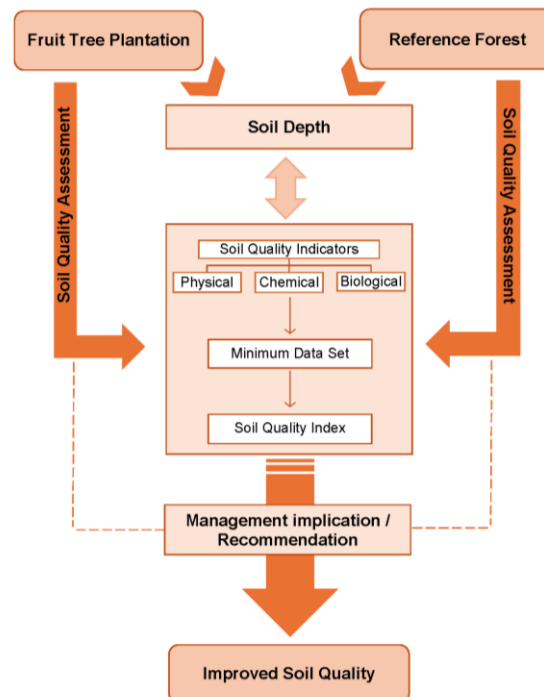 Fruit Tree Plantation
Reference Forest
Soil Quality Assessment
Soil Quality Assessment
Soil Depth
Soil Quality Indicators
Physical
Chemical
Biological
Minimum Data Set
Soil Quality Index
Management implication /
Recommendation
Improved Soil Quality